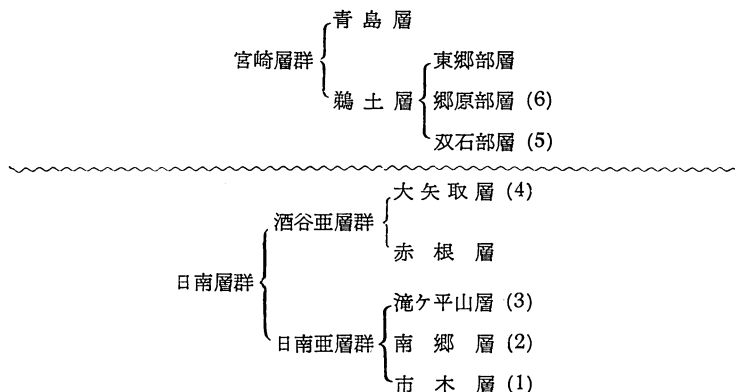 青島層
宮崎層群
東郷部層
鵜土層
郷原部層 (6)
双石部層 (5)
大矢取層 (4)
酒谷亜層群
赤根層
日南層群
滝ケ平山層 (3)
日南亜層群 南郷層 (2)
市木層 (1)